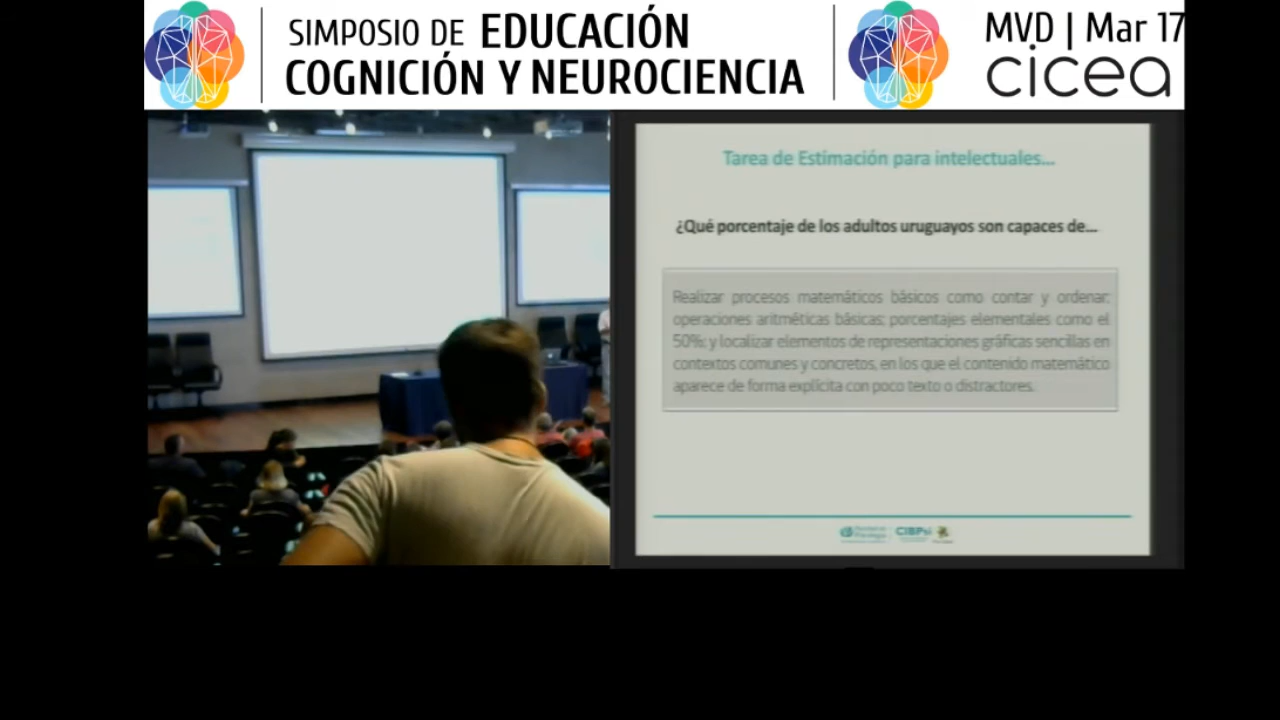 SIMPOSIO DE EDUCACIÓN
COGNICIÓN Y NEUROCIENCIA
MVD | Mar 17
cicea
Tarea de Estimación para intelectuales...
¿Qué porcentaje de los adultos uruguayos son capaces de...
Realizar procesos matemáticos básicos como contar y ordenar;
operaciones aritméticas básicas; porcentajes elementales como el
50%; y localizar elementos de representaciones gráficas sencillas en
contextos comunes y concretos, en los que el contenido matemático
aparece de forma explícita con poco texto o distractores.
CIBPsi